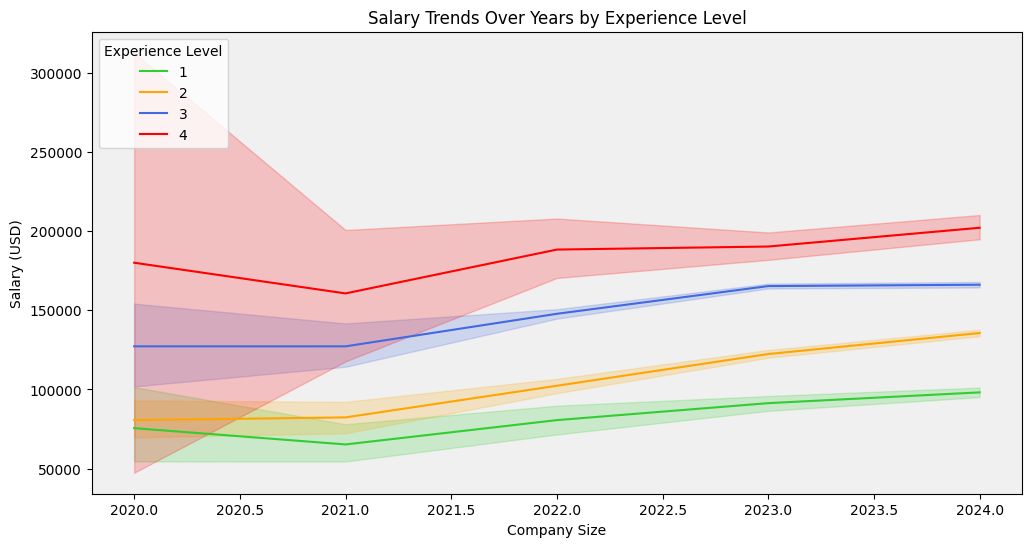 Salary Trends Over Years by Experience Level
Experience Level
1
2
3
4
300000
250000
200000
150000
100000
50000
Salary (USD)
2020.0 2020.5 2021.0 2021.5 2022.0 2022.5 2023.0 2023.5 2024.0
Company Size